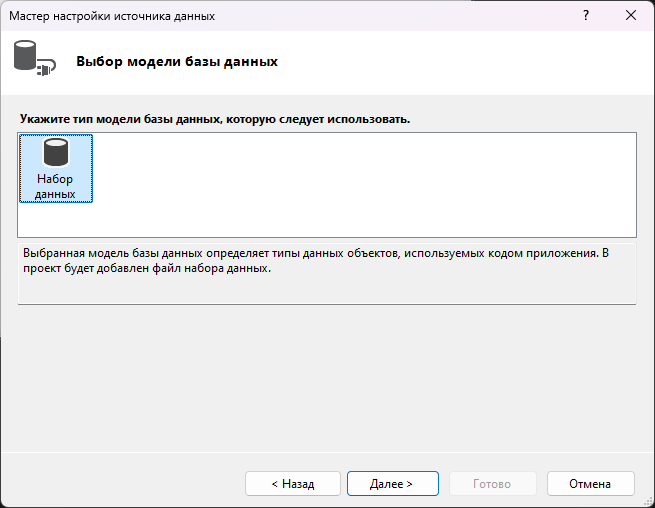 Мастер настройки источника данных
?
Выбор модели базы данных
Укажите тип модели базы данных, которую следует использовать.
Набор
данных
Выбранная модель базы данных определяет типы данных объектов, используемых кодом приложения. В
проект будет добавлен файл набора данных.
< Назад
Далее >
Готово
Отмена